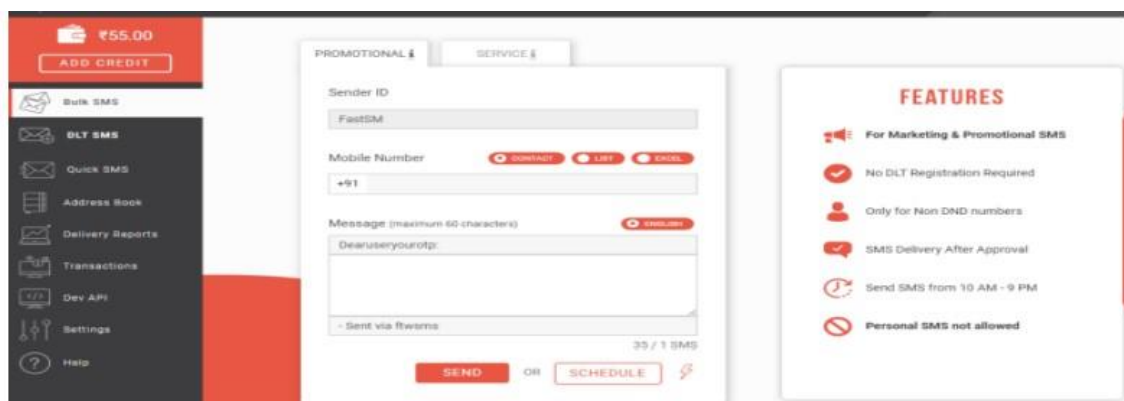 ₹55.00
ADD CREDIT
Bulk SMS
DLT SMS
Quick SMS
Address Book
Delivery Reports
Transactions
Dev API
Settings
Help
PROMOTIONAL i
SERVICE i
Sender ID
FastSM
Mobile Number
CONTACT
LIST
EXCEL
+91
Message (maximum 60 characters)
ENGLISH
Dearuseryourotp:
- Sent via ftwsms
35 / 1 SMS
SEND OR SCHEDULE
FEATURES
For Marketing & Promotional SMS
No DLT Registration Required
Only for Non DND numbers
SMS Delivery After Approval
Send SMS from 10 AM - 9 PM
Personal SMS not allowed